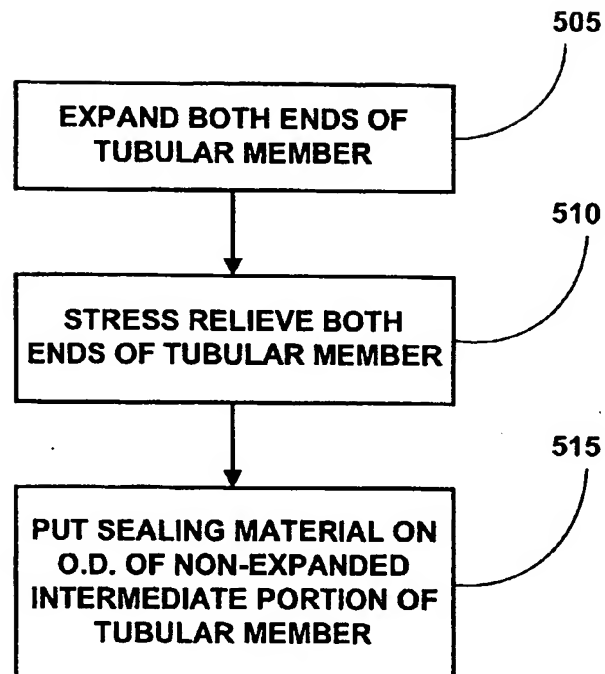 505
EXPAND BOTH ENDS OF
TUBULAR MEMBER
510
STRESS RELIEVE BOTH
ENDS OF TUBULAR MEMBER
515
PUT SEALING MATERIAL ON
O.D. OF NON-EXPANDED
INTERMEDIATE PORTION OF
TUBULAR MEMBER